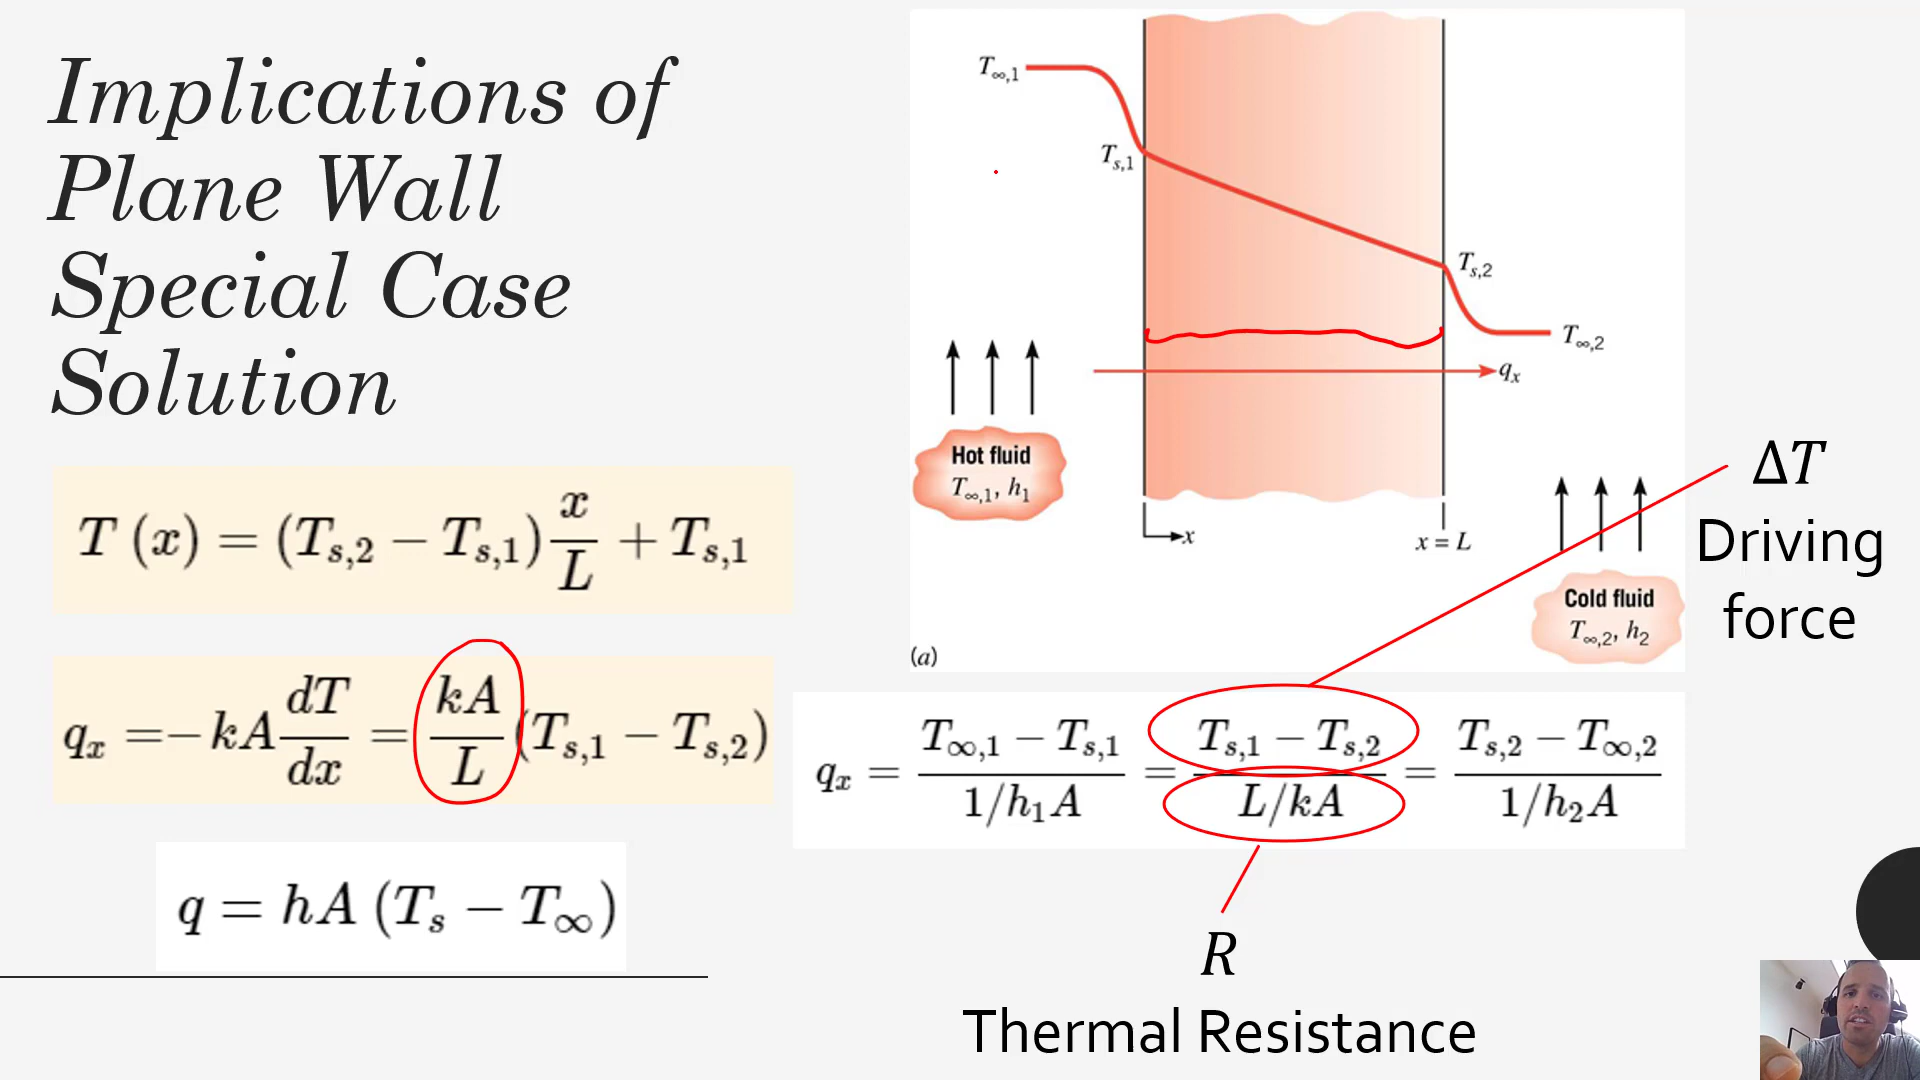 Implications of
Plane Wall
Special Case
Solution
T (x) = (T_{s,2} − T_{s,1}) x/L + T_{s,1}
q_x = − kA dT/dx = kA/L (T_{s,1} − T_{s,2})
q = hA (T_s − T_∞)
T_{∞,1}
T_{s,1}
T_{s,2}
T_{∞,2}
q_x
Hot fluid
T_{∞,1}, h_1
x
x = L
Cold fluid
T_{∞,2}, h_2
(a)
ΔT
Driving
force
q_x = (T_{∞,1} − T_{s,1})/(1/h_1A) = (T_{s,1} − T_{s,2})/(L/kA) = (T_{s,2} − T_{∞,2})/(1/h_2A)
R
Thermal Resistance